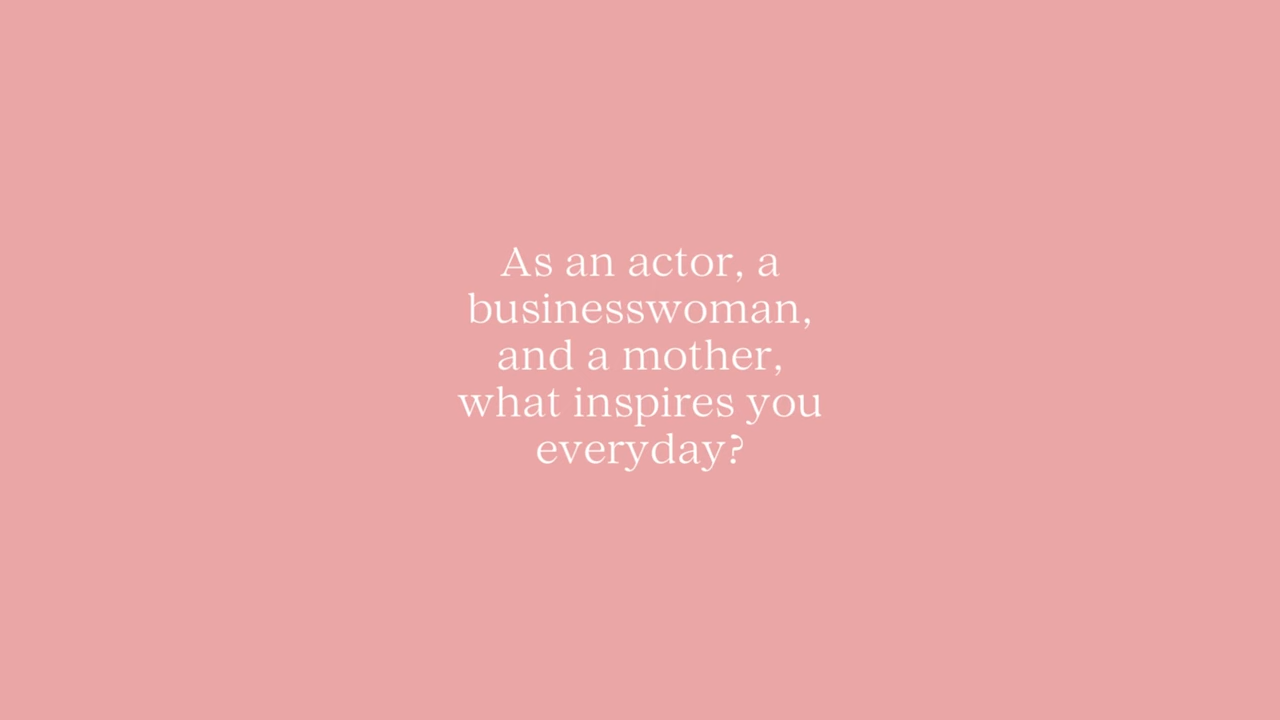 As an actor, a
businesswoman,
and a mother,
what inspires you
everyday?